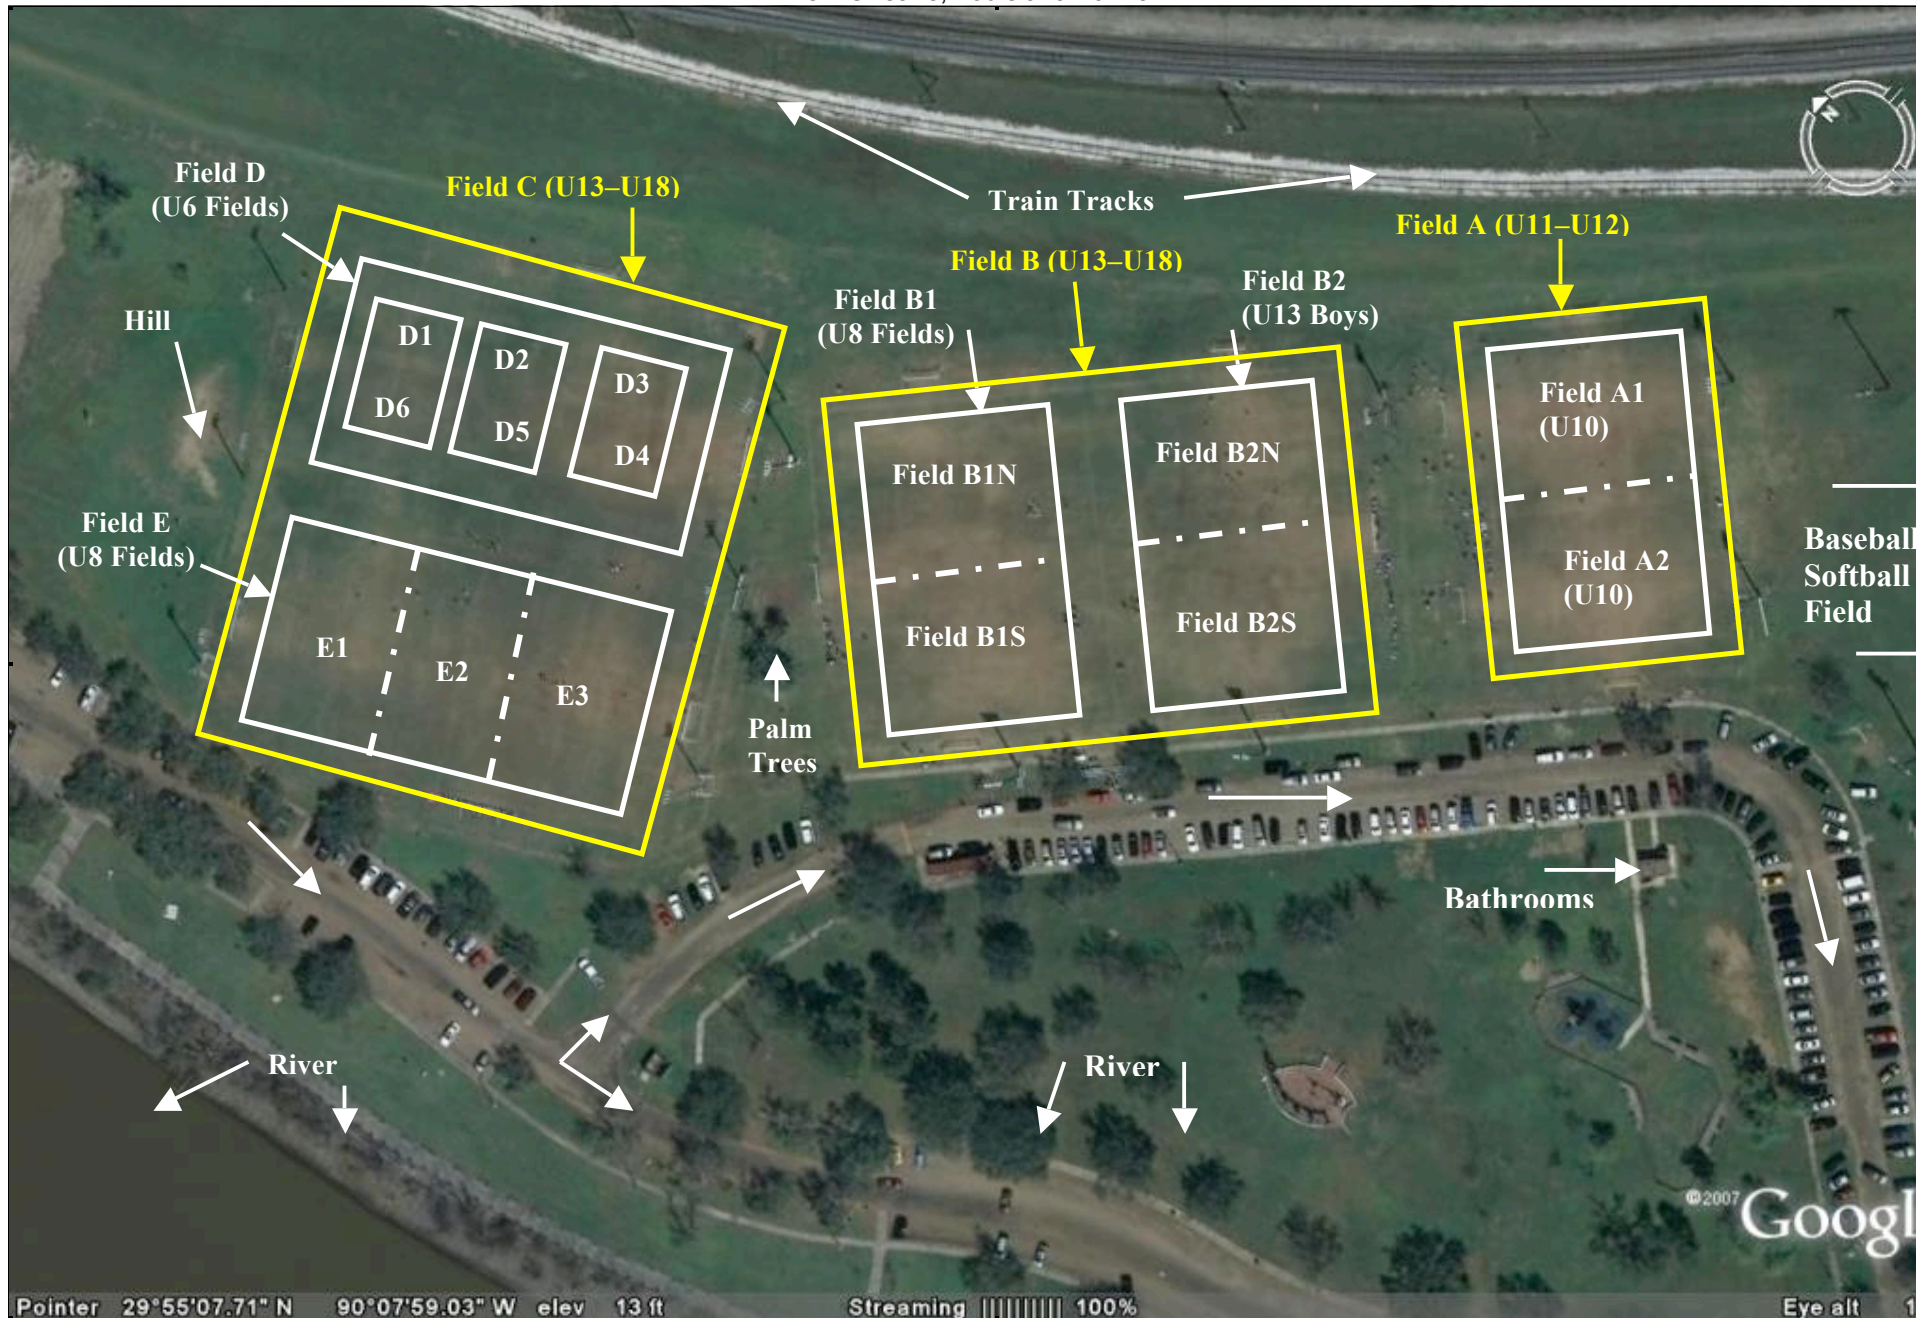 Field D
(U6 Fields)
Field C (U13–U18)
Train Tracks
Field A (U11–U12)
Field B (U13–U18)
Field B2
(U13 Boys)
Field B1
(U8 Fields)
Hill
D1
D2
D3
D6
D5
D4
Field B1N
Field B2N
Field A1
(U10)
Field E
(U8 Fields)
Field A2
(U10)
Baseball
Softball
Field
Field B1S
Field B2S
E1
E2
E3
Palm
Trees
Bathrooms
River
River
N
©2007 Googl
Pointer 29°55'07.71" N 90°07'59.03" W elev 13 ft Streaming ||||||||| 100% Eye alt 1